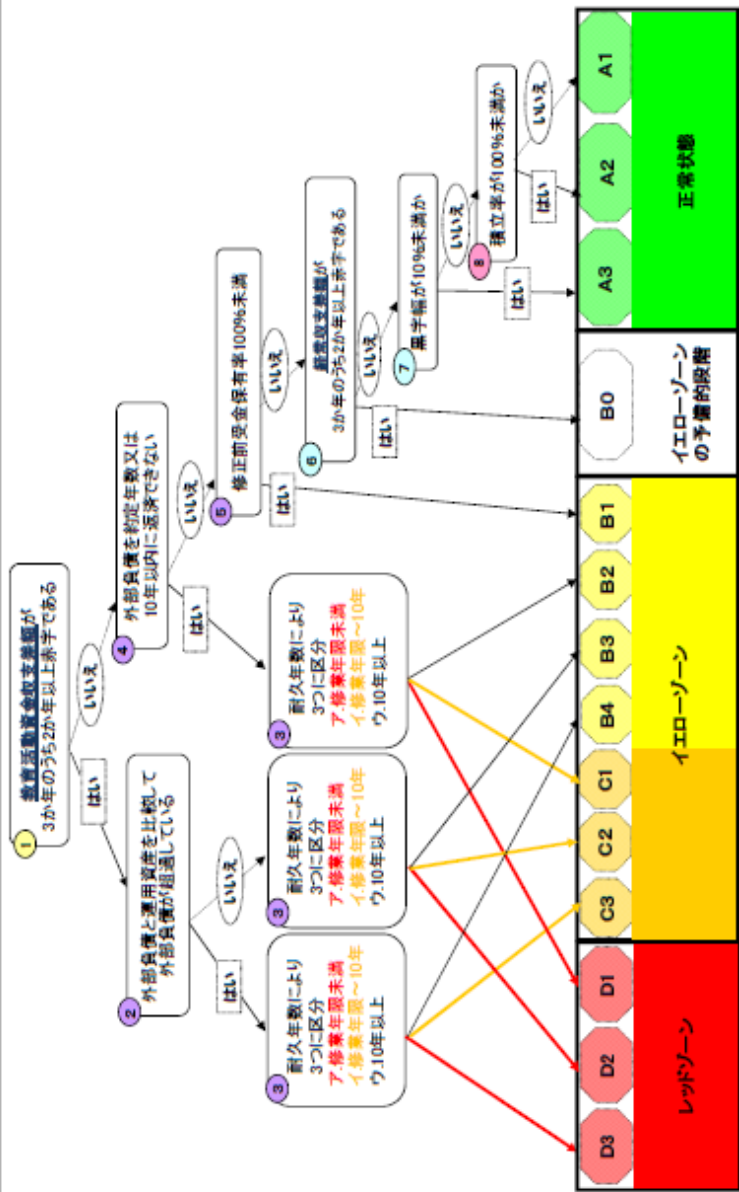 1
教育活動資金収支差額が
3か年のうち2か年以上赤字である
はい
いいえ
2
外部負債と運用資産を比較して
外部負債が超過している
はい
いいえ
4
外部負債を約定年数又は
10年以内に返済できない
はい
いいえ
3
耐久年数により
3つに区分
ア.修業年限未満
イ.修業年限～10年
ウ.10年以上
3
耐久年数により
3つに区分
ア.修業年限未満
イ.修業年限～10年
ウ.10年以上
3
耐久年数により
3つに区分
ア.修業年限未満
イ.修業年限～10年
ウ.10年以上
5
修正前受金保有率100%未満
はい
いいえ
6
経常収支差額が
3か年のうち2か年以上赤字である
はい
いいえ
7
黒字幅が10%未満か
はい
いいえ
8
積立率が100%未満か
はい
いいえ
D3
D2
D1
C3
C2
C1
B4
B3
B2
B1
B0
A3
A2
A1
レッドゾーン
イエローゾーン
イエローゾーン
の予備的段階
正常状態